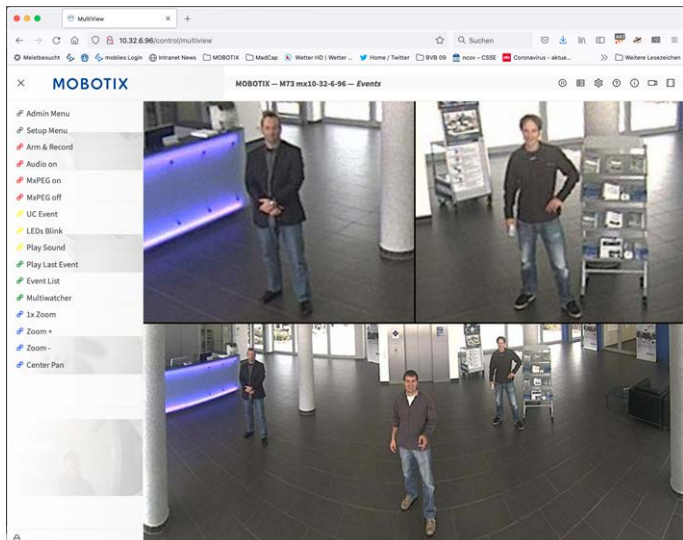 MultiView
10.32.6.96/control/multiview
Suchen
Meistbesucht
mobiles Login
Intranet News
MOBOTIX
MadCap
Wetter HD | Wetter ...
Home / Twitter
BVB 09
ncov – CSSE
Coronavirus - aktue...
Weitere Lesezeichen
MOBOTIX
MOBOTIX — M73 mx10-32-6-96 — Events
Admin Menu
Setup Menu
Arm & Record
Audio on
MxPEG on
MxPEG off
UC Event
LEDs Blink
Play Sound
Play Last Event
Event List
Multiwatcher
1x Zoom
Zoom +
Zoom -
Center Pan